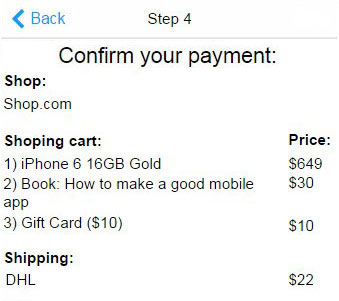 Back Step 4
Confirm your payment:
Shop:
Shop.com
Shoping cart: Price:
1) iPhone 6 16GB Gold $649
2) Book: How to make a good mobile $30
app
3) Gift Card ($10) $10
Shipping:
DHL $22